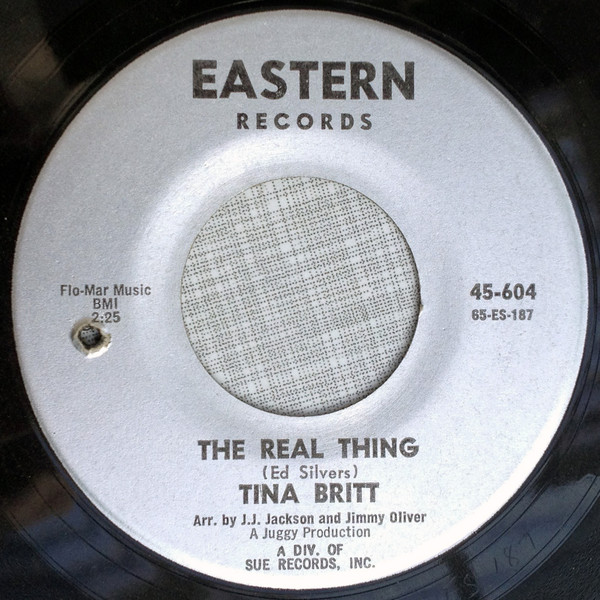 EASTERN
RECORDS
Flo-Mar Music
BMI
2:25
45-604
65-ES-187
THE REAL THING
(Ed Silvers)
TINA BRITT
Arr. by J.J. Jackson and Jimmy Oliver
A Juggy Production
A DIV. OF
SUE RECORDS, INC.